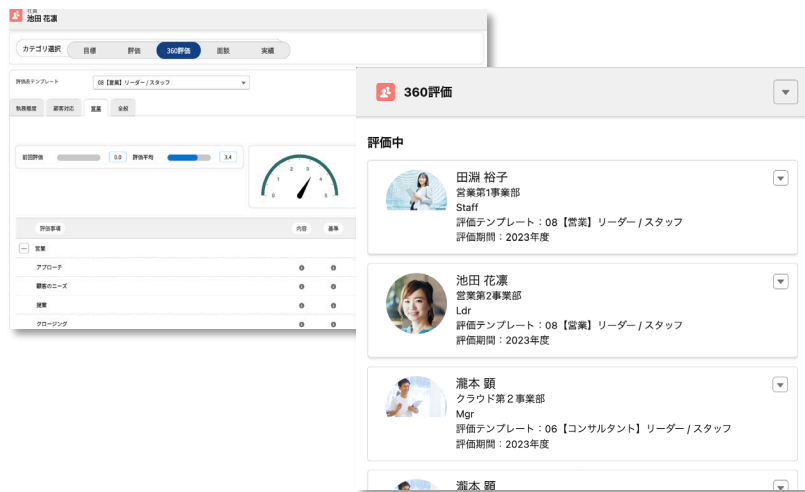 社員
池田 花凛
カテゴリ選択 目標 評価 360評価 面談 実績
評価表テンプレート 08【営業】リーダー / スタッフ
執務態度 顧客対応 営業 全般
前回評価 0.0 評価平均 3.4
0 1 2 3 4 5
評価事項 内容 基準
営業
アプローチ
顧客のニーズ
提案
クロージング
360評価
評価中
田淵 裕子
営業第1事業部
Staff
評価テンプレート：08【営業】リーダー / スタッフ
評価期間：2023年度
池田 花凛
営業第2事業部
Ldr
評価テンプレート：08【営業】リーダー / スタッフ
評価期間：2023年度
瀧本 顕
クラウド第２事業部
Mgr
評価テンプレート：06【コンサルタント】リーダー / スタッフ
評価期間：2023年度
瀧本 顕